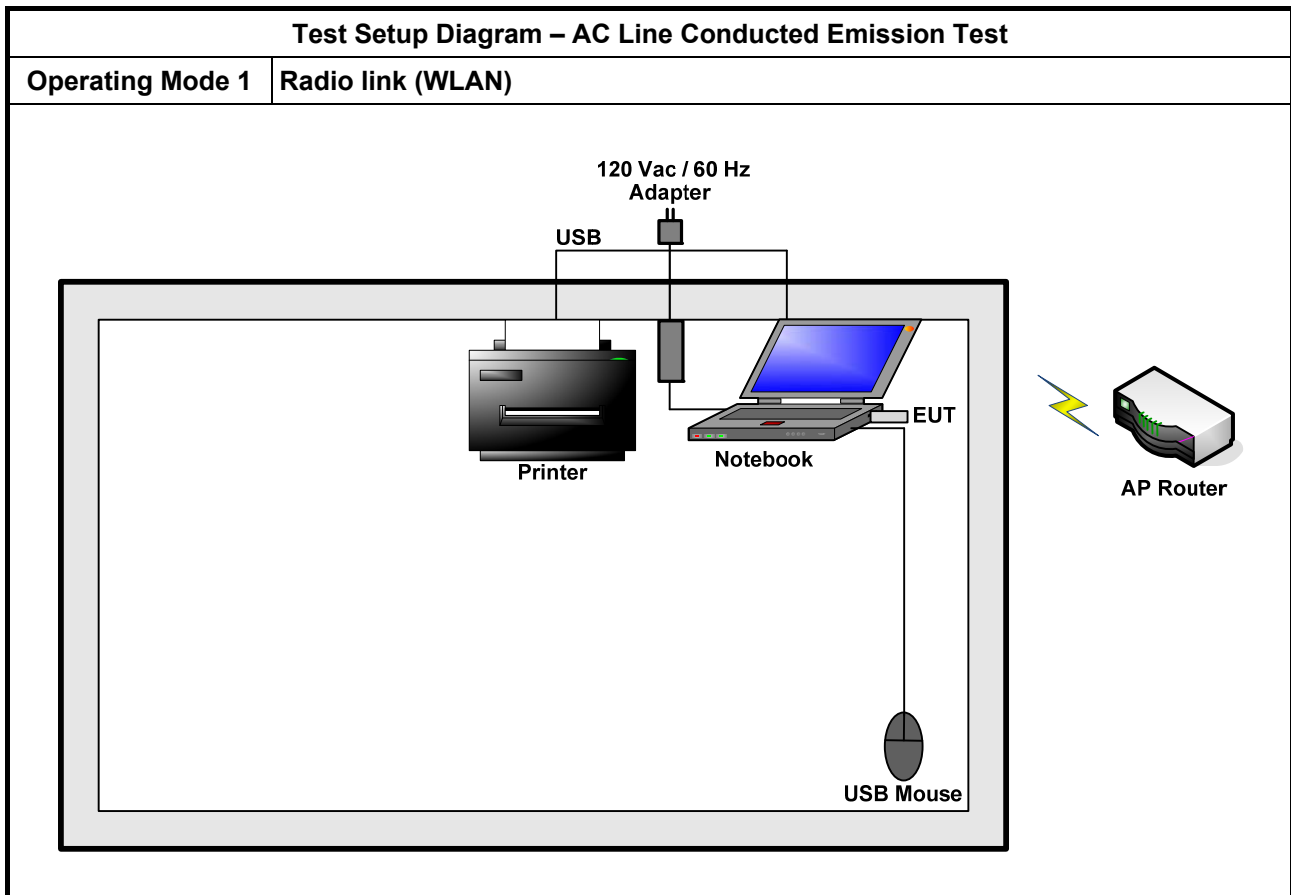 Test Setup Diagram – AC Line Conducted Emission Test
Operating Mode 1
Radio link (WLAN)
120 Vac / 60 Hz
Adapter
USB
EUT
Printer
Notebook
AP Router
USB Mouse